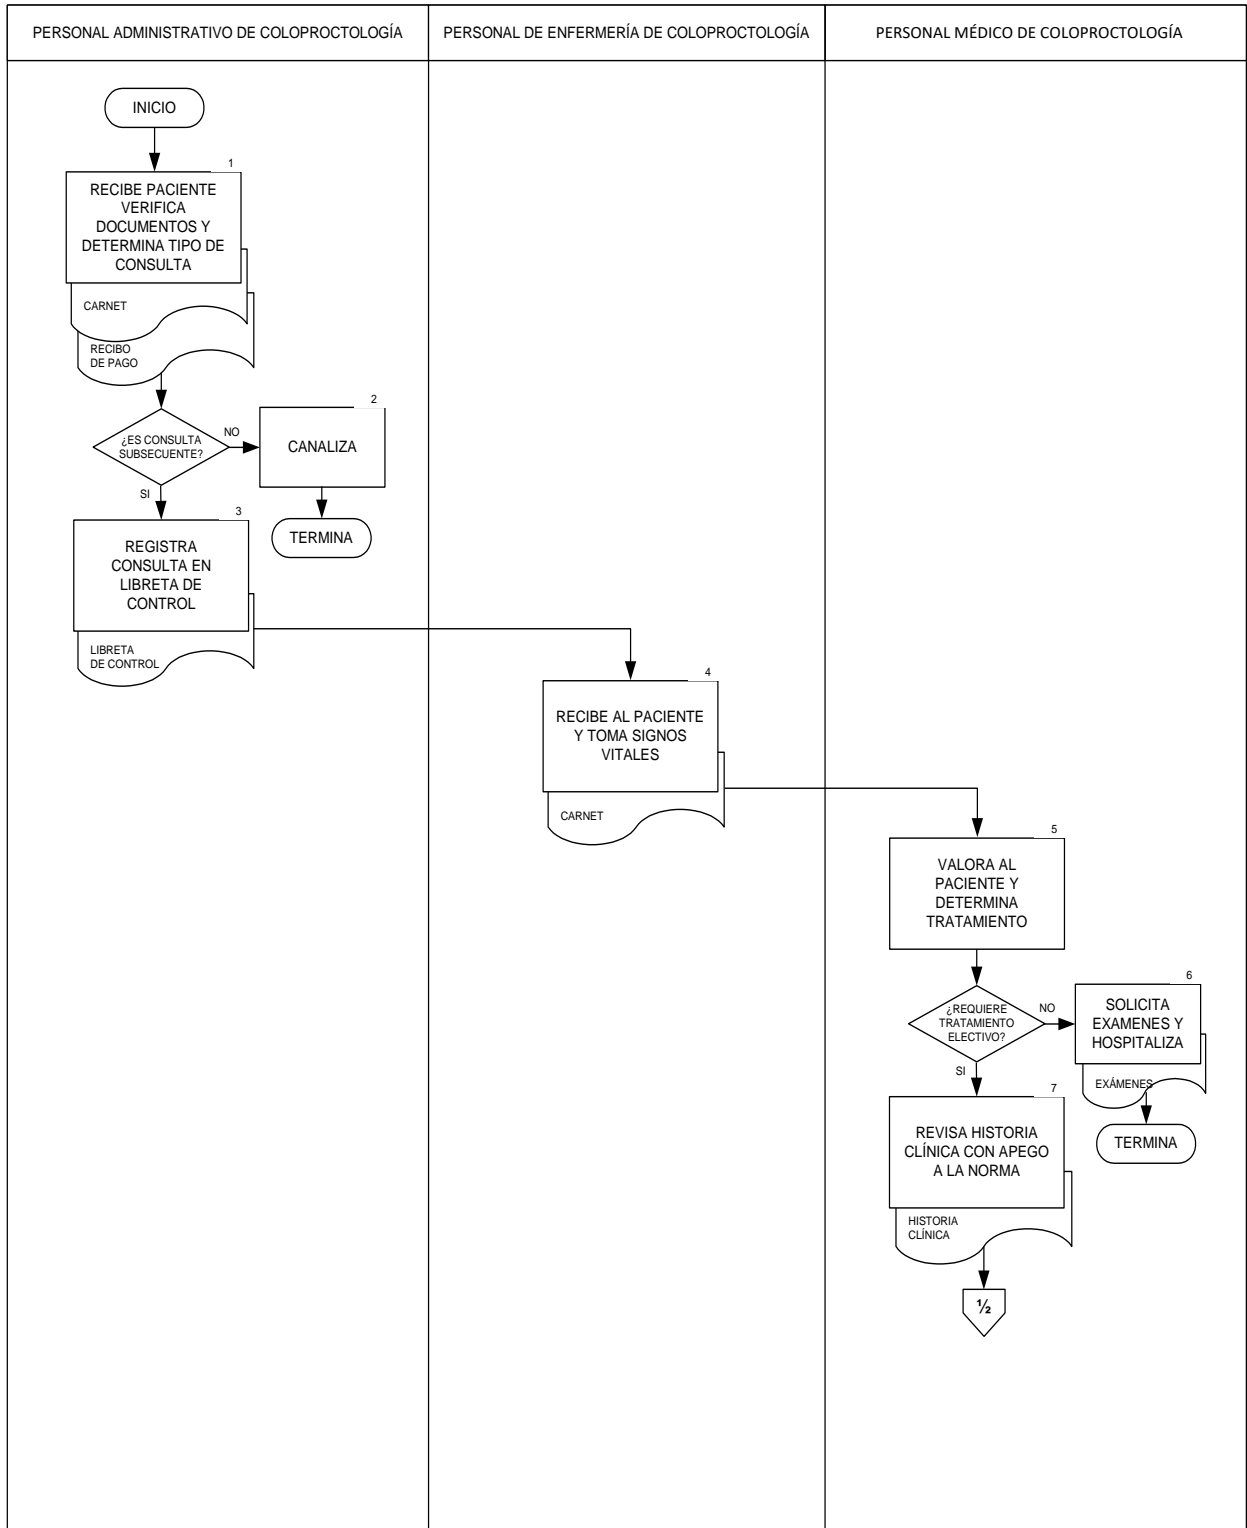 PERSONAL ADMINISTRATIVO DE COLOPROCTOLOGÍA
PERSONAL DE ENFERMERÍA DE COLOPROCTOLOGÍA
PERSONAL MÉDICO DE COLOPROCTOLOGÍA
INICIO
1
RECIBE PACIENTE
VERIFICA
DOCUMENTOS Y
DETERMINA TIPO DE
CONSULTA
CARNET
RECIBO
DE PAGO
¿ES CONSULTA
SUBSECUENTE?
NO
SI
2
CANALIZA
TERMINA
3
REGISTRA
CONSULTA EN
LIBRETA DE
CONTROL
LIBRETA
DE CONTROL
4
RECIBE AL PACIENTE
Y TOMA SIGNOS
VITALES
CARNET
5
VALORA AL
PACIENTE Y
DETERMINA
TRATAMIENTO
¿REQUIERE
TRATAMIENTO
ELECTIVO?
NO
SI
6
SOLICITA
EXAMENES Y
HOSPITALIZA
EXÁMENES
TERMINA
7
REVISA HISTORIA
CLÍNICA CON APEGO
A LA NORMA
HISTORIA
CLÍNICA
½